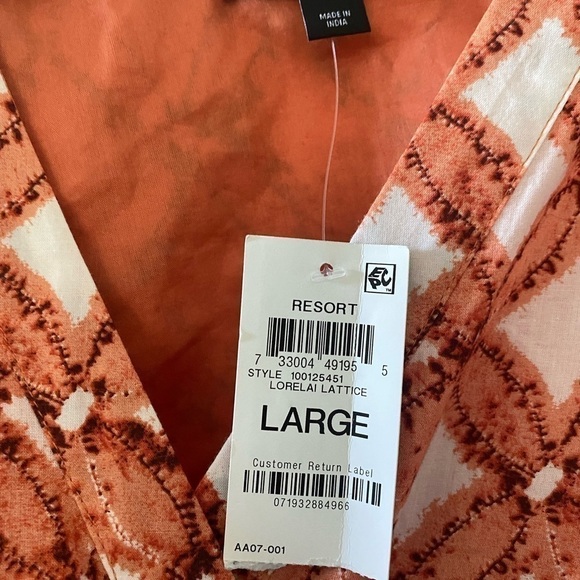 MADE IN
INDIA
EPC
RESORT
7 33004 49195 5
STYLE 100125451
LORELAI LATTICE
LARGE
Customer Return Label
071932884966
AA07-001